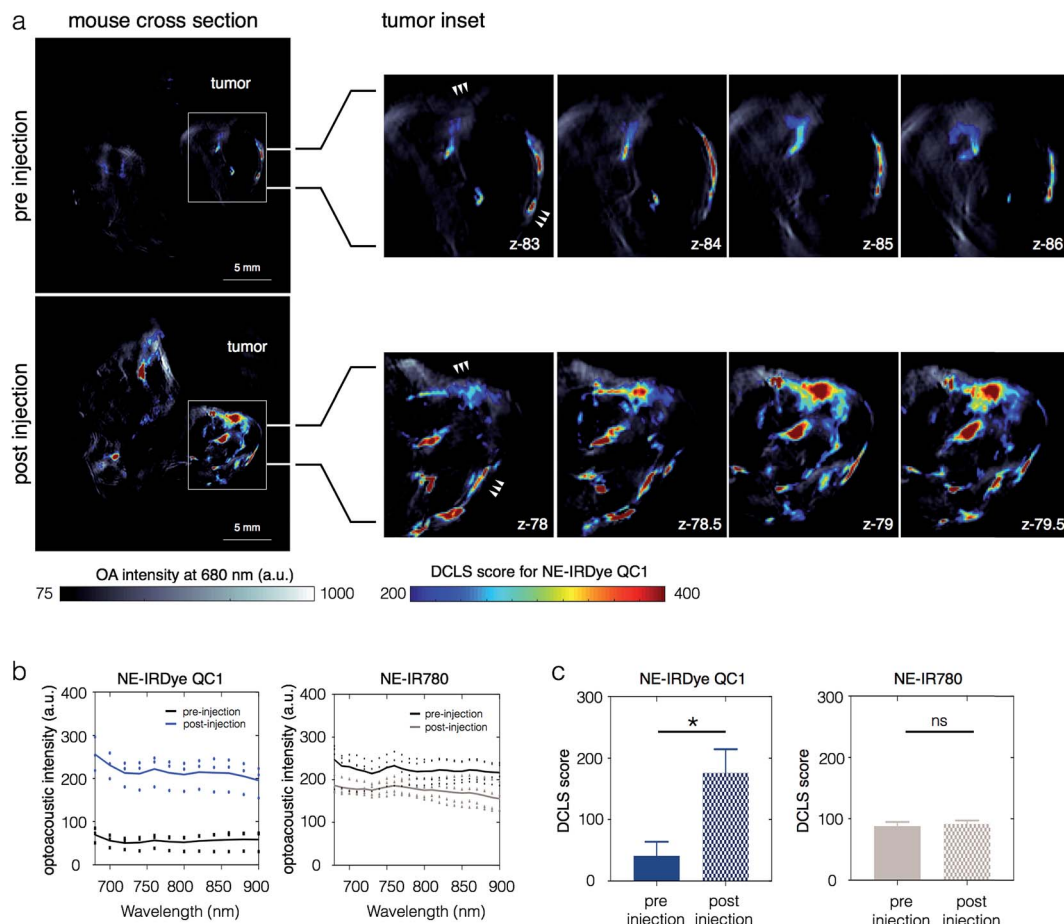 a
mouse cross section
tumor inset
pre injection
tumor
5 mm
z-83
z-84
z-85
z-86
post injection
tumor
5 mm
z-78
z-78.5
z-79
z-79.5
OA intensity at 680 nm (a.u.)
75
1000
DCLS score for NE-IRDye QC1
200
400
b
NE-IRDye QC1
optoacoustic intensity (a.u.)
400
300
200
100
0
pre-injection
post-injection
700
750
800
850
900
Wavelength (nm)
NE-IR780
optoacoustic intensity (a.u.)
400
300
200
100
0
pre-injection
post-injection
700
750
800
850
900
Wavelength (nm)
c
NE-IRDye QC1
DCLS score
300
200
100
0
*
pre
injection
post
injection
NE-IR780
DCLS score
300
200
100
0
ns
pre
injection
post
injection